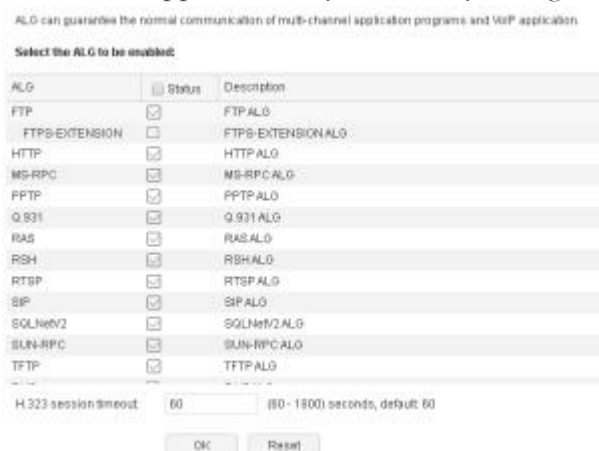 ALG can guarantee the normal communication of multi-channel application programs and VoIP application.
Select the ALG to be enabled:
ALG Status Description
FTP FTP ALG
FTPS-EXTENSION FTPS-EXTENSION ALG
HTTP HTTP ALG
MS-RPC MS-RPC ALG
PPTP PPTP ALG
Q.931 Q.931 ALG
RAS RAS ALG
RSH RSH ALG
RTSP RTSP ALG
SIP SIP ALG
SQLNetV2 SQLNetV2 ALG
SUN-RPC SUN-RPC ALG
TFTP TFTP ALG
H.323 session timeout 60 (60 - 1800) seconds, default: 60
OK Reset